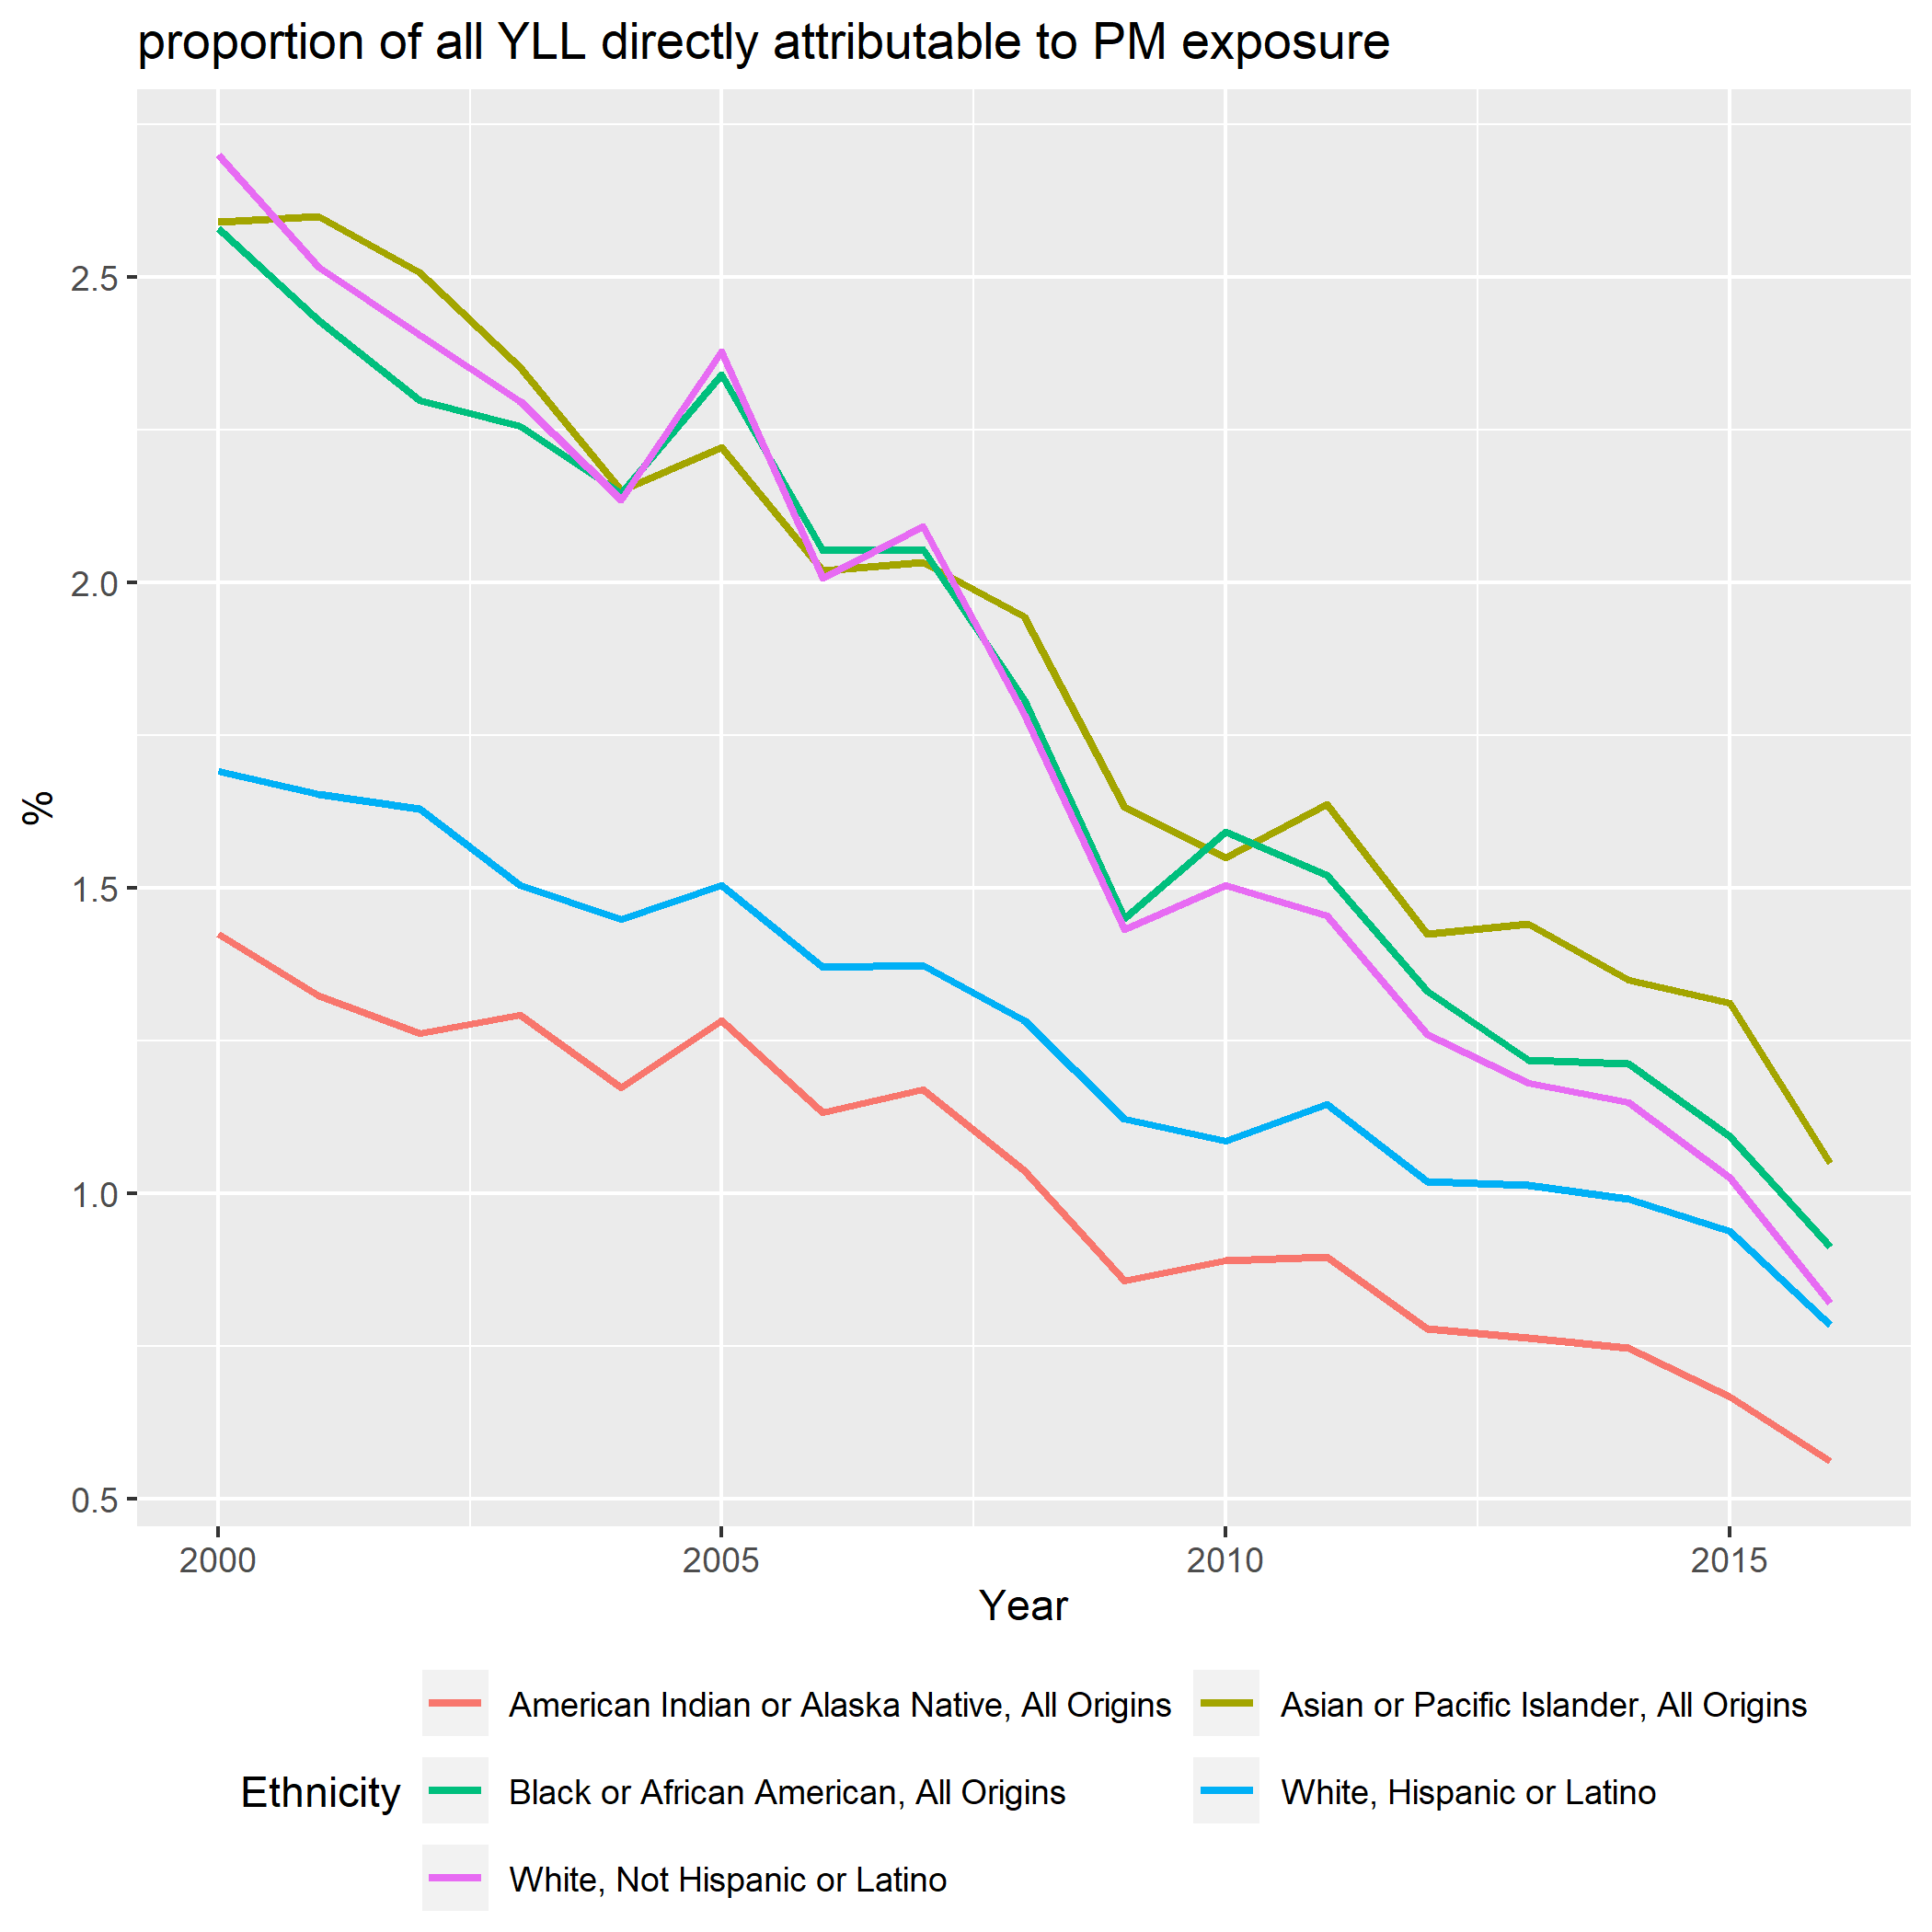 proportion of all YLL directly attributable to PM exposure
2.5
2.0
%
1.5
1.0
0.5
2000 2005 2010 2015
Year
Ethnicity
American Indian or Alaska Native, All Origins
Asian or Pacific Islander, All Origins
Black or African American, All Origins
White, Hispanic or Latino
White, Not Hispanic or Latino